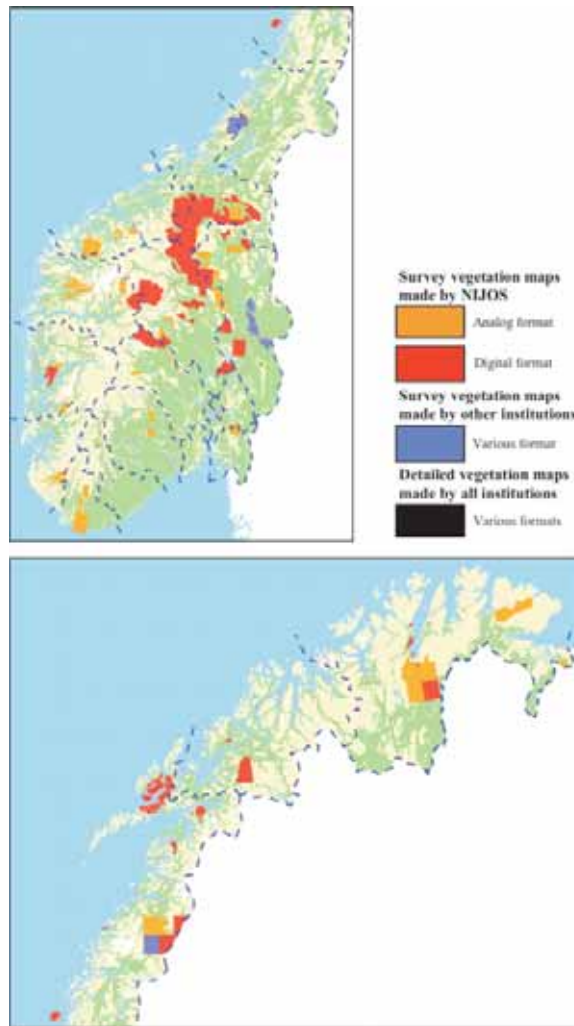 Survey vegetation maps
made by NIJOS
Analog format
Digital format
Survey vegetation maps
made by other institutions
Various format
Detailed vegetation maps
made by all institutions
Various formats